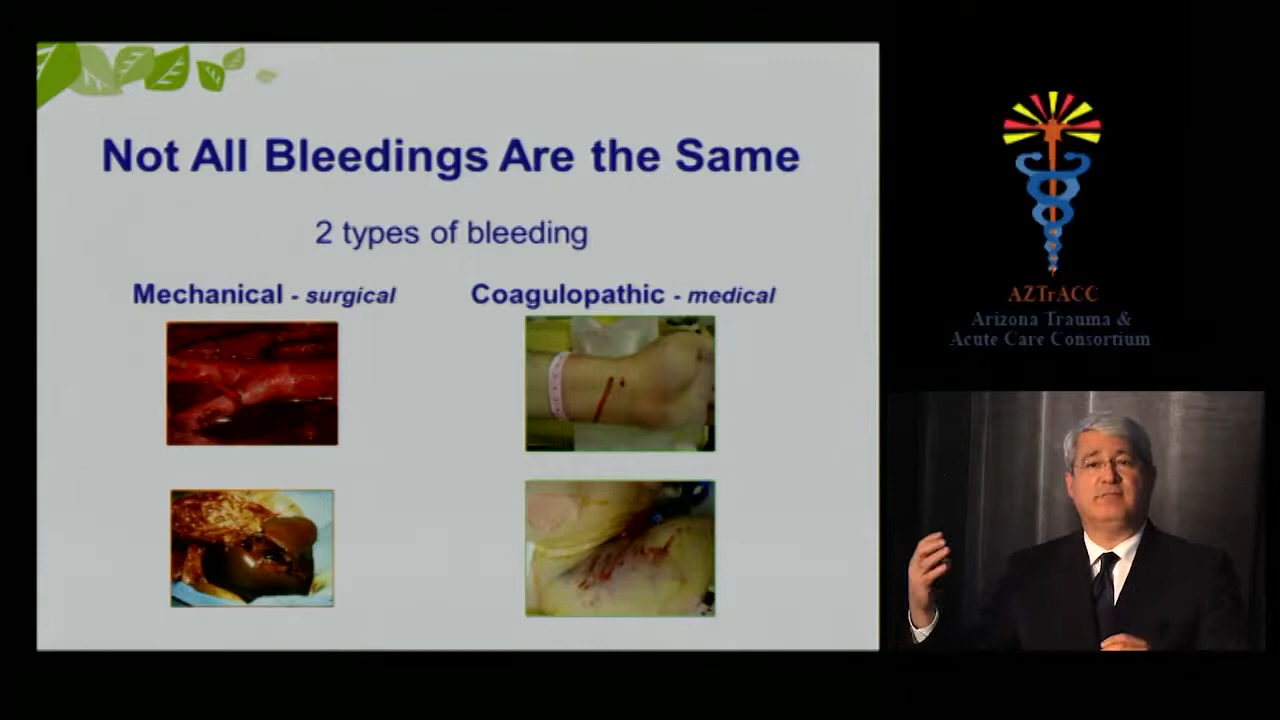 Not All Bleedings Are the Same
2 types of bleeding
Mechanical - surgical
Coagulopathic - medical
AZTrACC
Arizona Trauma &
Acute Care Consortium